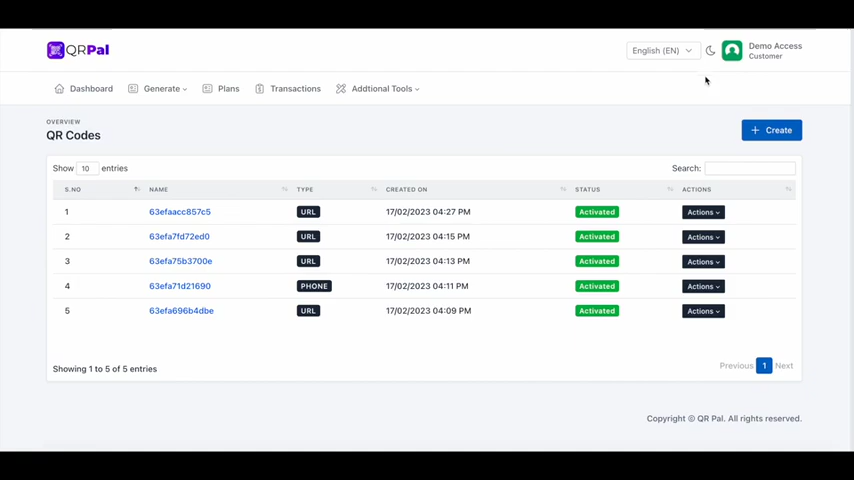 QRPal
English (EN)
Demo Access
Customer
Dashboard Generate Plans Transactions Addtional Tools
OVERVIEW
QR Codes
+ Create
Show 10 entries Search:
S.NO NAME TYPE CREATED ON STATUS ACTIONS
1 63efaacc857c5 URL 17/02/2023 04:27 PM Activated Actions
2 63efa7fd72ed0 URL 17/02/2023 04:15 PM Activated Actions
3 63efa75b3700e URL 17/02/2023 04:13 PM Activated Actions
4 63efa71d21690 PHONE 17/02/2023 04:11 PM Activated Actions
5 63efa696b4dbe URL 17/02/2023 04:09 PM Activated Actions
Showing 1 to 5 of 5 entries Previous 1 Next
Copyright © QR Pal. All rights reserved.